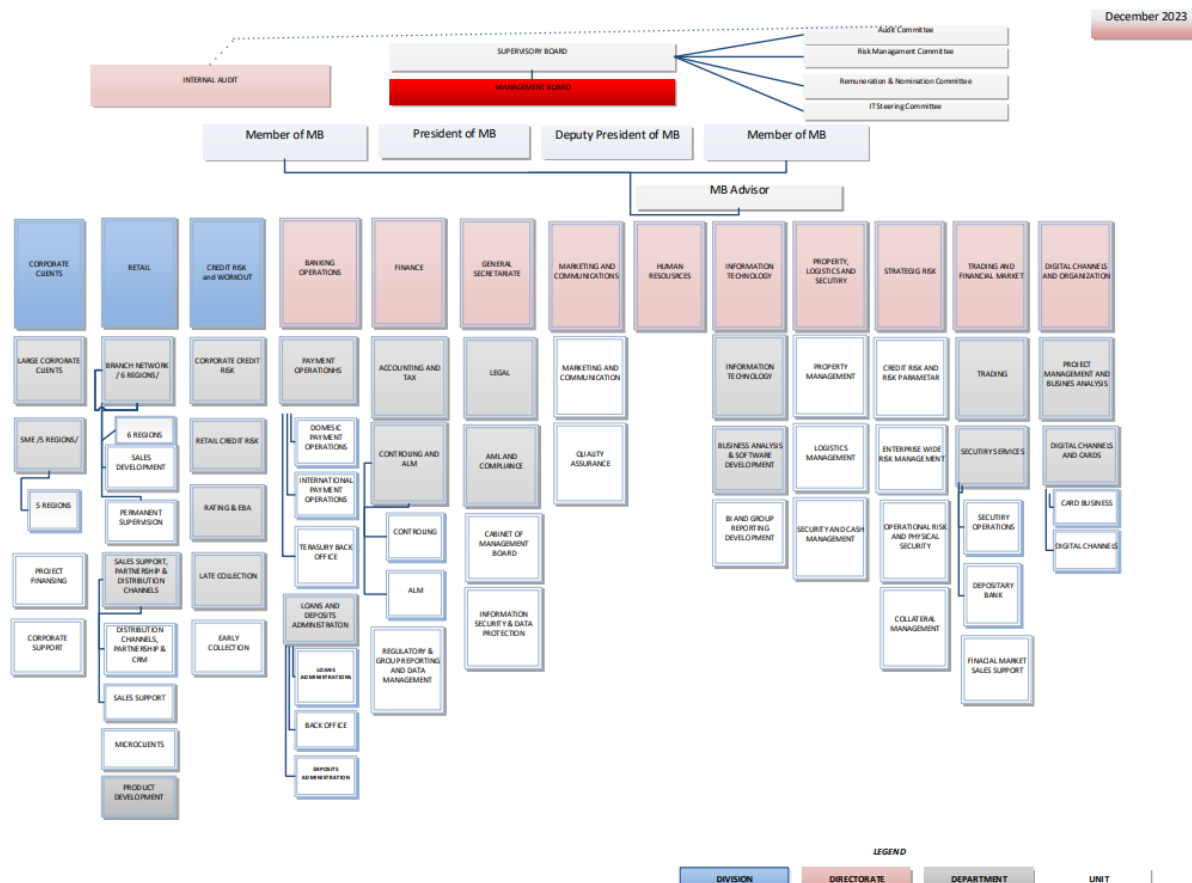 December 2023
Audit Committee
SUPERVISORY BOARD
Risk Managament Committee
INTERNAL AUDIT
MANAGEMENT BOARD
Remuneration & Nomination Committee
IT Steering Committee
Member of MB
President of MB
Deputy President of MB
Member of MB
MB Advisor
CORPORATE
CLIENTS
RETAIL
CREDIT RISK
and WORKOUT
BANKING
OPERATIONS
FINANCE
GENERAL
SECRETARIATE
MARKETING AND
COMMUNICATIONS
HUMAN
RESOUSRCES
INFORMATION
TECHNOLOGY
PROPERTY,
LOGISTICS AND
SECUTIRY
STRATEGIG RISK
TRADING AND
FINANCIAL MARKET
DIGITAL CHANNELS
AND ORGANIZATION
LARGE CORPORATE
CLIENTS
SME /5 REGIONS/
5 REGIONS
PROJECT
FINANSING
CORPORATE
SUPPORT
BRANCH NETWORK
/ 6 REGIONS/
6 REGIONS
SALES
DEVELOPMENT
PERMANENT
SUPERVISION
SALES SUPPORT,
PARTNERSHIP &
DISTRIBUTION
CHANNELS
DISTRIBUTION
CHANNELS,
PARTNERSHIP &
CRM
SALES SUPPORT
MICROCLIENTS
PRODUCT
DEVELOPMENT
CORPORATE CREDIT
RISK
RETAIL CREDIT RISK
RATING & EBA
LATE COLLECTION
EARLY
COLLECTION
PAYMENT
OPERATIONHS
DOMESIC
PAYMENT
OPERATIONS
INTERNATIONAL
PAYMENT
OPERATIONS
TERASURY BACK
OFFICE
LOANS AND
DEPOSITS
ADMINISTRATON
LOANS
ADMINISTRATIONS
BACK OFFICE
DEPOSITS
ADMINISTRATION
ACCOUNTING AND
TAX
CONTROLING AND
ALM
CONTROLING
ALM
REGULATORY &
GROUP REPORTING
AND DATA
MANAGEMENT
LEGAL
AML AND
COMPLIANCE
CABINET OF
MANAGEMENT
BOARD
INFORMATION
SECURITY & DATA
PROTECTION
MARKETING AND
COMMUNICATION
QUALITY
ASSURANCE
INFORMATION
TECHNOLOGY
BUSINESS ANALYSIS
& SOFTWARE
DEVELOPMENT
BI AND GROUP
REPORTING
DEVELOPMENT
PROPERTY
MANAGEMENT
LOGISTICS
MANAGEMENT
SECURITY AND CASH
MANAGEMENT
CREDIT RISK AND
RISK PARAMETAR
ENTERPRISE WIDE
RISK MANAGEMENT
OPERATIONAL RISK
AND PHYSICAL
SECURITY
COLLATERAL
MANAGEMENT
TRADING
SECUTIRY SERVICES
SECUTIRY
OPERATIONS
DEPOSITARY
BANK
FINACIAL MARKET
SALES SUPPORT
PROJECT
MANAGEMENT AND
BUSINES ANALYSIS
DIGITAL CHANNELS
AND CARDS
CARD BUSINESS
DIGITAL CHANNELS
LEGEND
DIVISION
DIRECTORATE
DEPARTMENT
UNIT